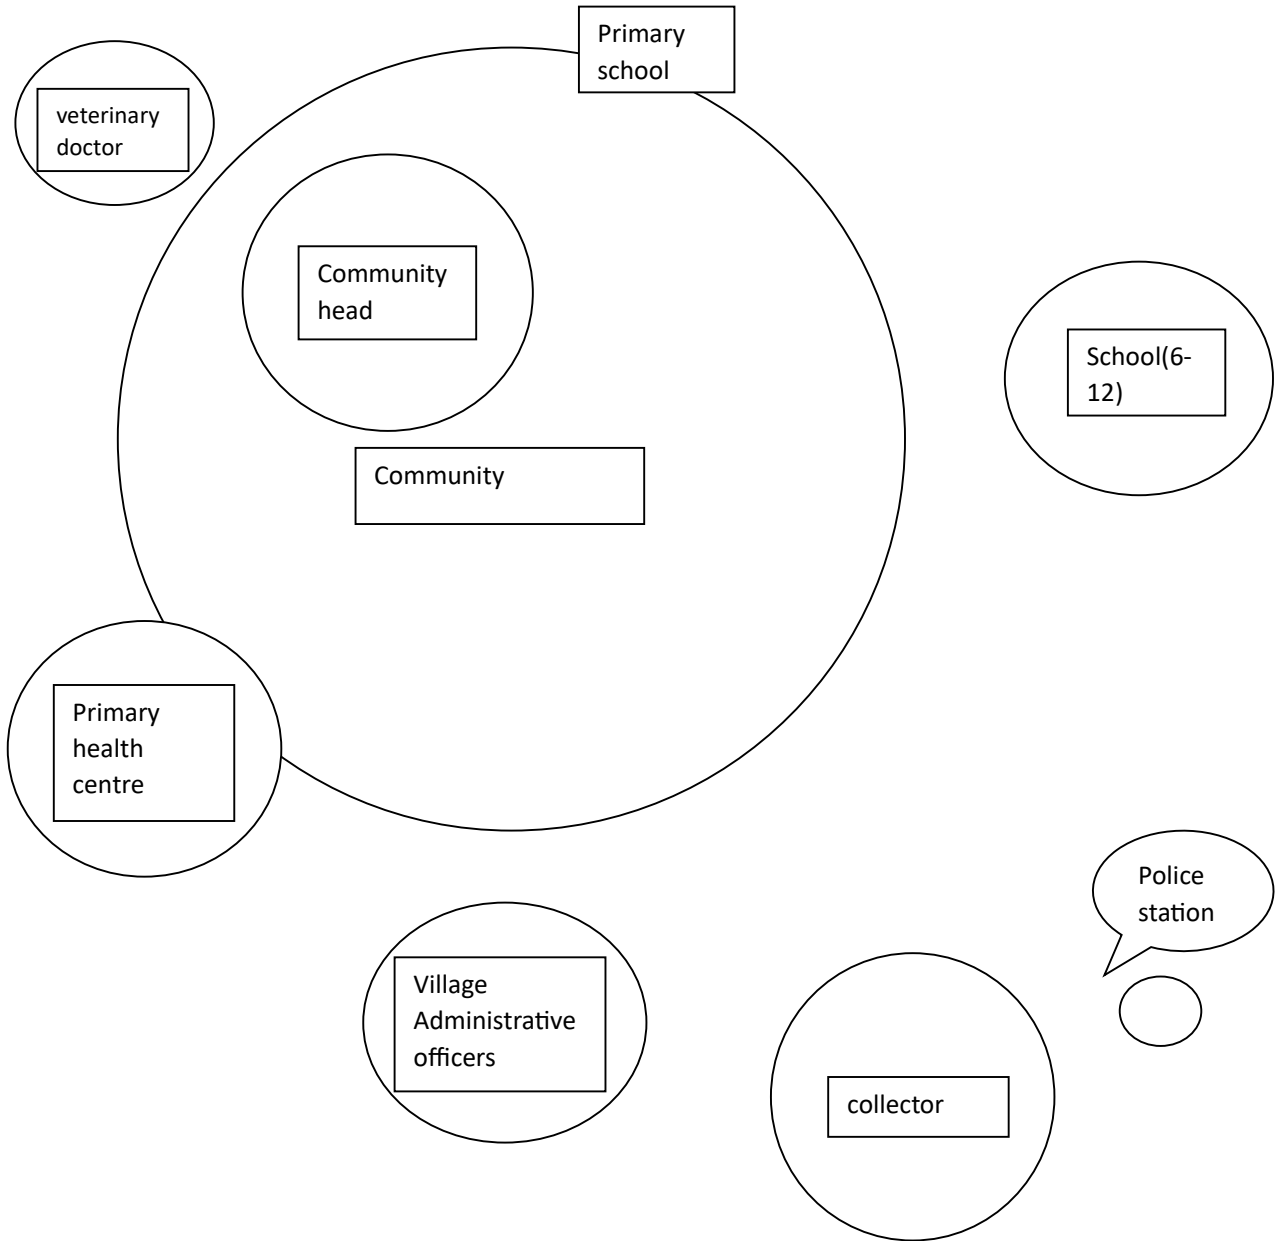 Primary
school
veterinary
doctor
Community
head
School(6-
12)
Community
Primary
health
centre
Police
station
Village
Administrative
officers
collector